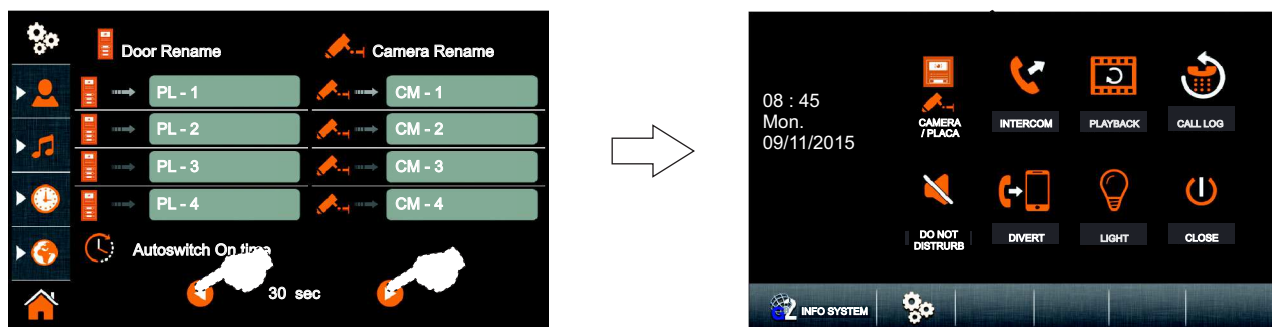 Door Rename
Camera Rename
PL - 1
CM - 1
PL - 2
CM - 2
PL - 3
CM - 3
PL - 4
CM - 4
Autoswitch On time
30 sec
08 : 45
Mon.
09/11/2015
CAMERA
/ PLACA
INTERCOM
PLAYBACK
CALL LOG
DO NOT
DISTRURB
DIVERT
LIGHT
CLOSE
G2 INFO SYSTEM